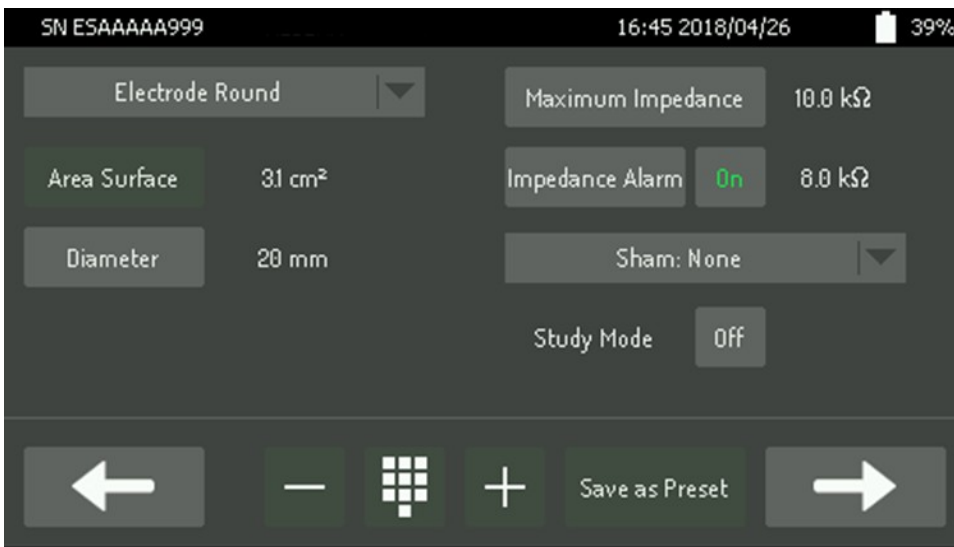 SN ESAAAAA999 16:45 2018/04/26 39%
Electrode Round
Maximum Impedance 10.0 kΩ
Area Surface 3.1 cm²
Impedance Alarm On 8.0 kΩ
Diameter 20 mm
Sham: None
Study Mode Off
Save as Preset